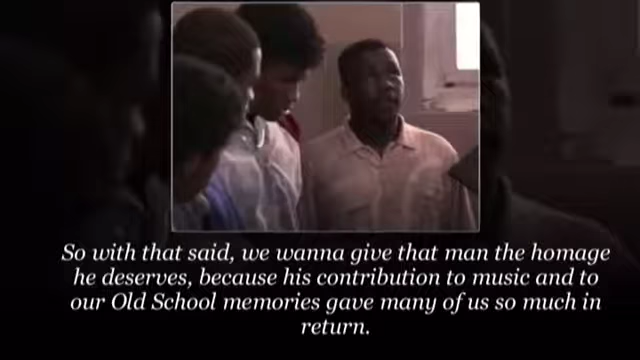 So with that said, we wanna give that man the homage
he deserves, because his contribution to music and to
our Old School memories gave many of us so much in
return.